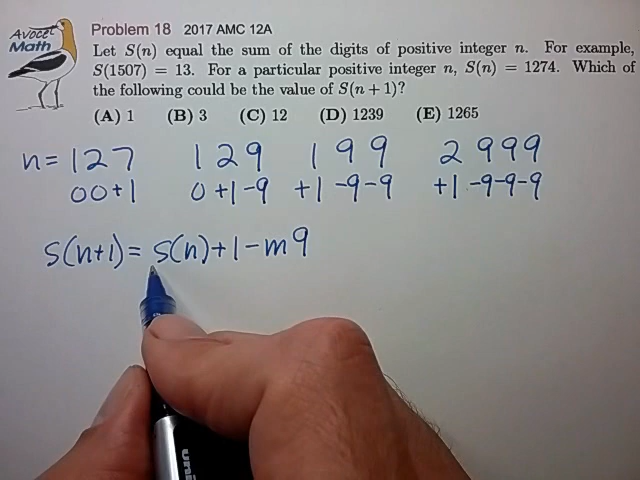 Avocet
Math
Problem 18 2017 AMC 12A
Let S(n) equal the sum of the digits of positive integer n. For example,
S(1507) = 13. For a particular positive integer n, S(n) = 1274. Which of
the following could be the value of S(n + 1)?
(A) 1 (B) 3 (C) 12 (D) 1239 (E) 1265
n = 127 129 199 2999
00+1 0+1-9 +1-9-9 +1-9-9-9
S(n+1) = S(n)+1-m9
uni